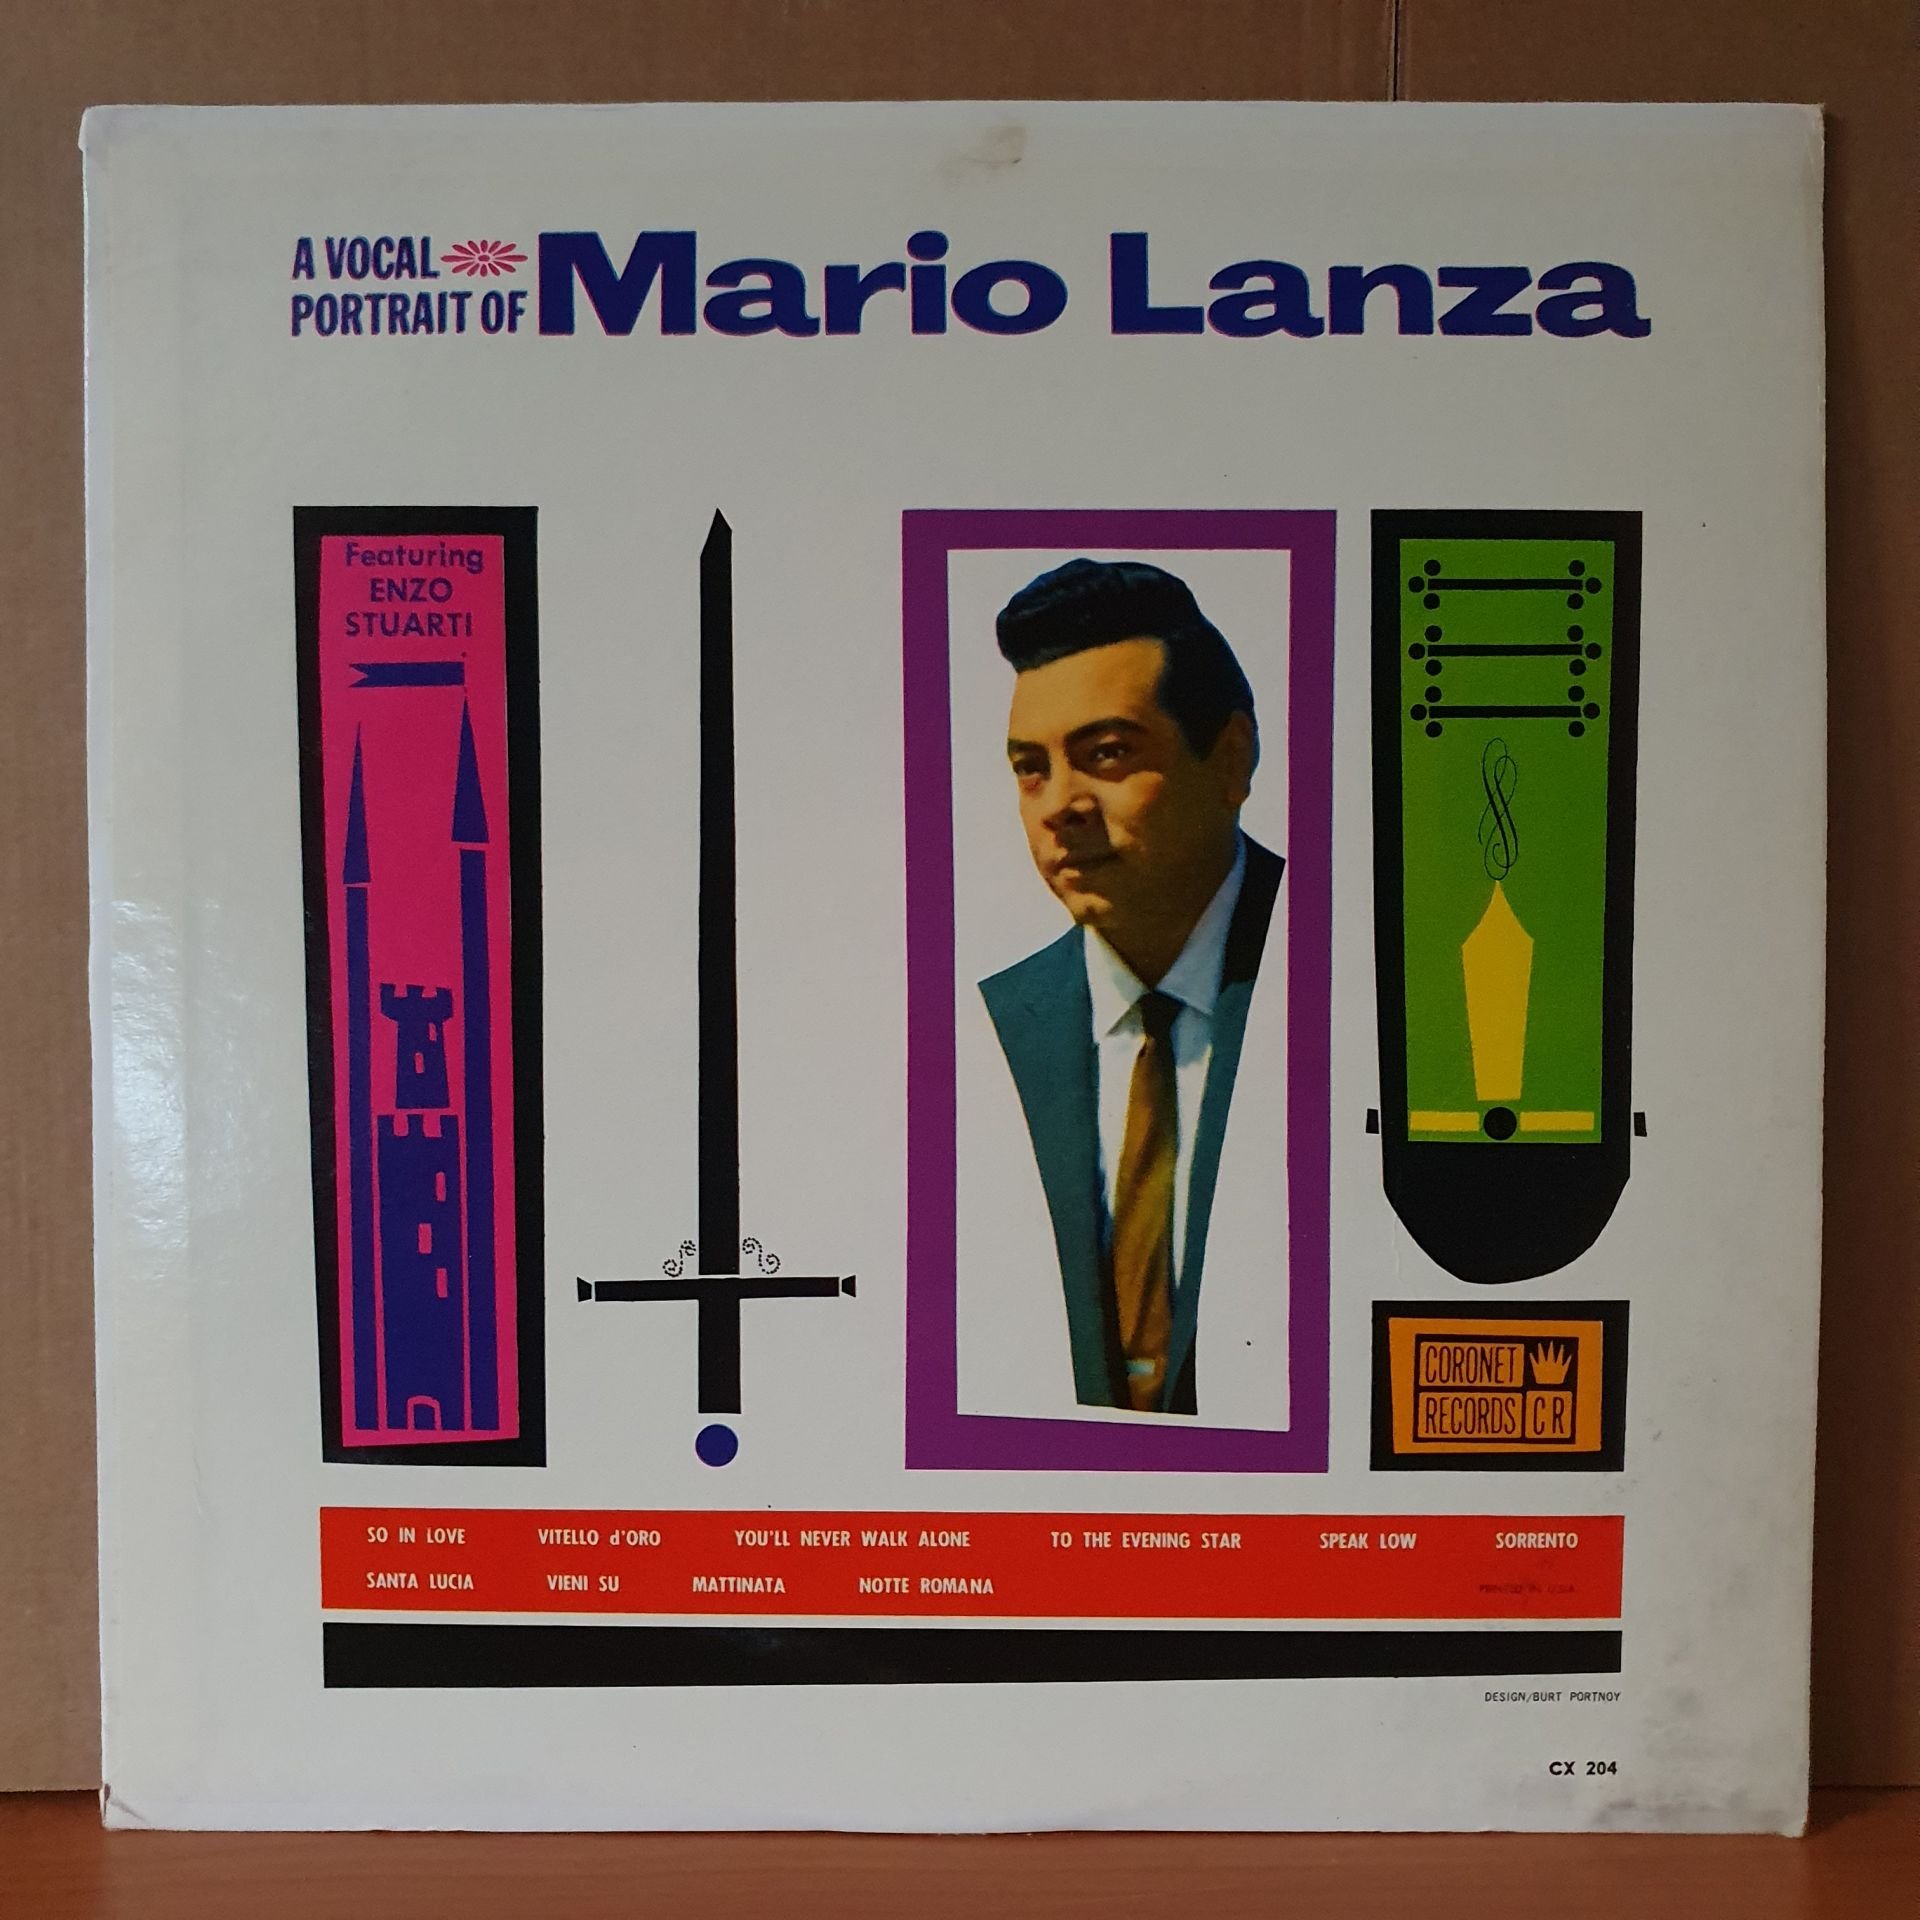 A VOCAL
PORTRAIT OF
Mario Lanza
Featuring
ENZO
STUARTI
CORONET
RECORDS CR
SO IN LOVE VITELLO d'ORO YOU'LL NEVER WALK ALONE TO THE EVENING STAR SPEAK LOW SORRENTO
SANTA LUCIA VIENI SU MATTINATA NOTTE ROMANA
PRINTED IN U.S.A.
DESIGN/BURT PORTNOY
CX 204